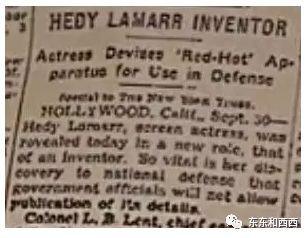 HEDY LAMARR INVENTOR
Actress Devises 'Red-Hot' Ap-
paratus for Use in Defense
Special to THE NEW YORK TIMES.
HOLLYWOOD, Calif., Sept. 30—
Hedy Lamarr, screen actress, was
revealed today in a new role, that
of an inventor. So vital is her dis-
covery to national defense that
government officials will not allow
publication of its details.
Colonel L. B. Lent, chief
东东和西西